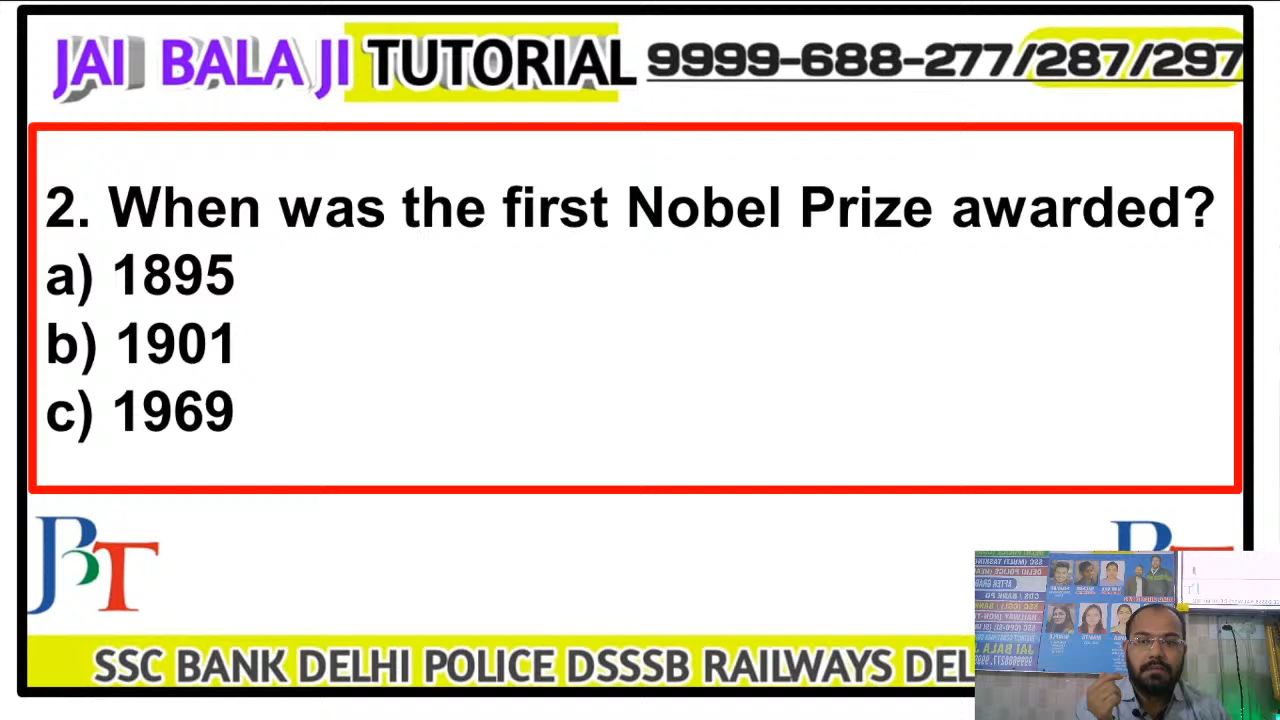 JAI BALA JI TUTORIAL 9999-688-277/287/297
2. When was the first Nobel Prize awarded?
a) 1895
b) 1901
c) 1969
JBT
SSC BANK DELHI POLICE DSSSB RAILWAYS DEL